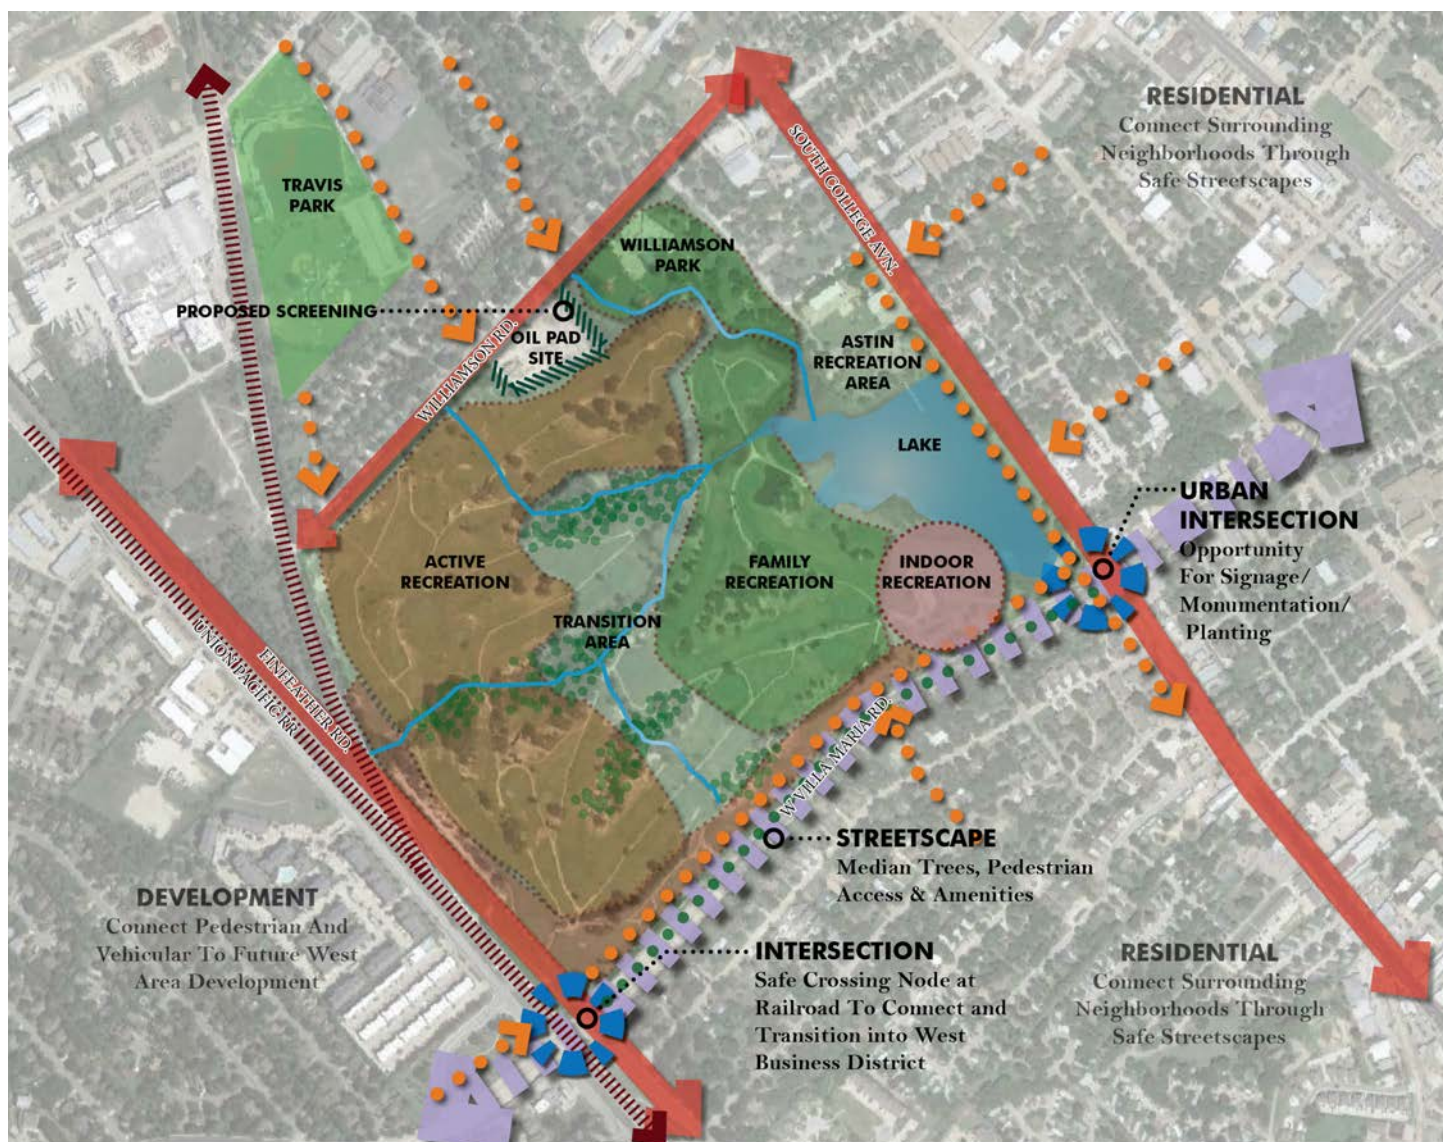 RESIDENTIAL
Connect Surrounding
Neighborhoods Through
Safe Streetscapes
SOUTH COLLEGE AVN.
TRAVIS
PARK
WILLIAMSON
PARK
PROPOSED SCREENING
OIL PAD
SITE
WILLIAMSON RD.
ASTIN
RECREATION
AREA
LAKE
URBAN
INTERSECTION
Opportunity
For Signage/
Monumentation/
Planting
ACTIVE
RECREATION
FAMILY
RECREATION
INDOOR
RECREATION
TRANSITION
AREA
FINFEATHER RD.
UNION PACIFIC RR
W VILLA MARIA RD.
STREETSCAPE
Median Trees, Pedestrian
Access & Amenities
DEVELOPMENT
Connect Pedestrian And
Vehicular To Future West
Area Development
INTERSECTION
Safe Crossing Node at
Railroad To Connect and
Transition into West
Business District
RESIDENTIAL
Connect Surrounding
Neighborhoods Through
Safe Streetscapes